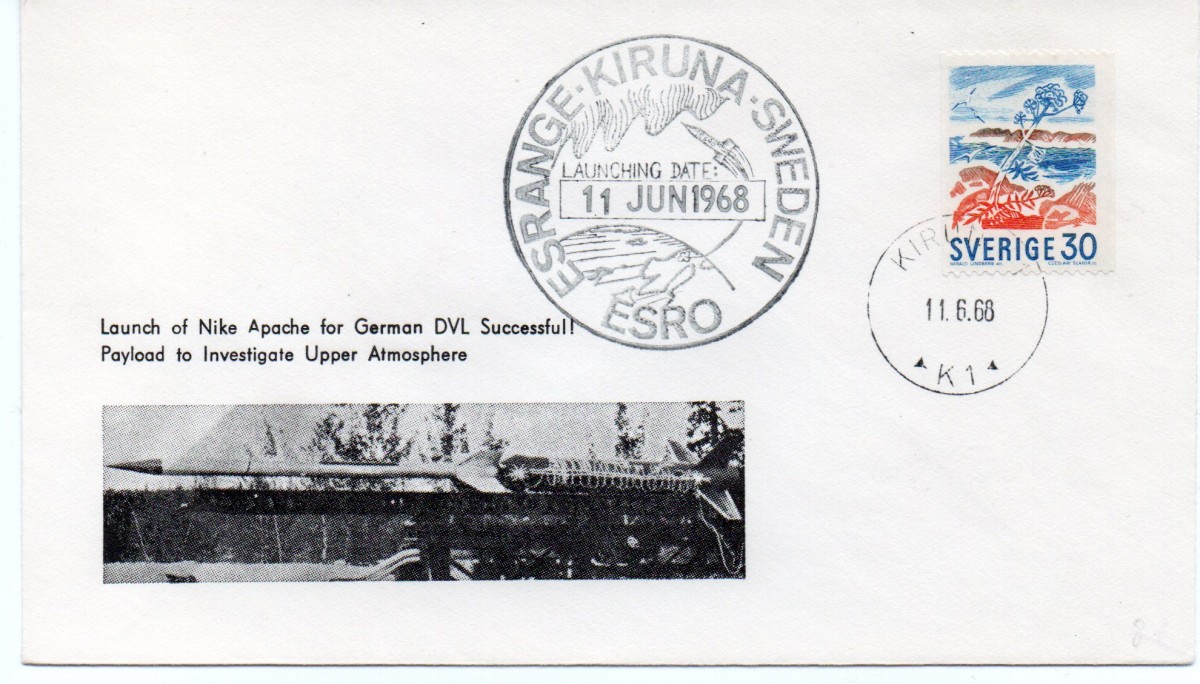 ESRANGE · KIRUNA · SWEDEN
LAUNCHING DATE:
11 JUN 1968
ESRO
SVERIGE 30
KIRUNA
11.6.68
K1
Launch of Nike Apache for German DVL Successful!
Payload to Investigate Upper Atmosphere